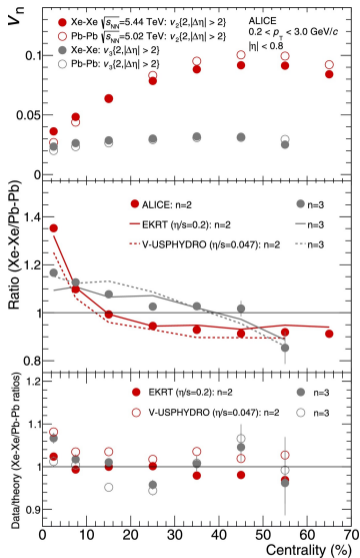 v_n
Xe-Xe √s_NN=5.44 TeV: v₂{2,|Δη| > 2}
Pb-Pb √s_NN=5.02 TeV: v₂{2,|Δη| > 2}
Xe-Xe: v₃{2,|Δη| > 2}
Pb-Pb: v₃{2,|Δη| > 2}
ALICE
0.2 < p_T < 3.0 GeV/c
|η| < 0.8
0.1
0.05
0
Ratio (Xe-Xe/Pb-Pb)
ALICE: n=2 n=3
EKRT (η/s=0.2): n=2 n=3
V-USPHYDRO (η/s=0.047): n=2 n=3
1.4
1.2
1
0.8
Data/theory (Xe-Xe/Pb-Pb ratios)
EKRT (η/s=0.2): n=2 n=3
V-USPHYDRO (η/s=0.047): n=2 n=3
1.2
1.1
1
0.9
0 10 20 30 40 50 60 70
Centrality (%)